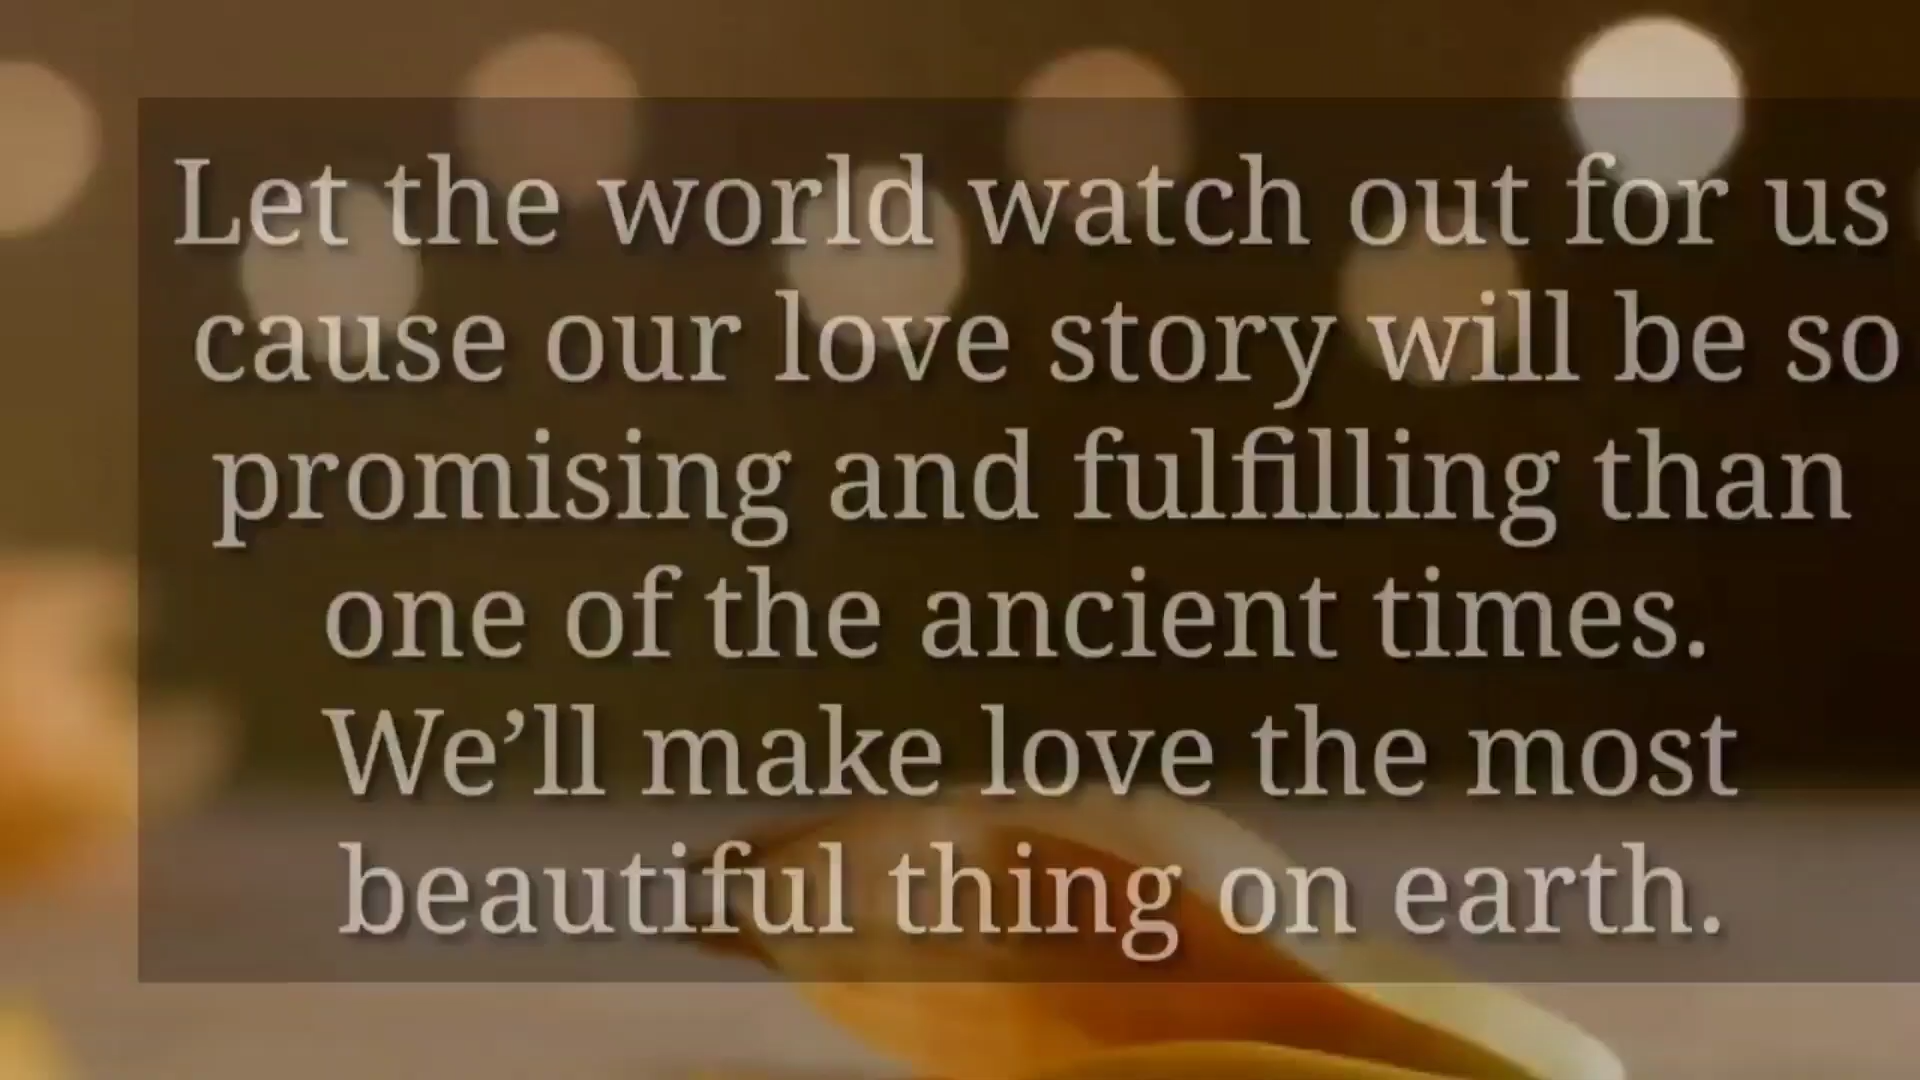 Let the world watch out for us
cause our love story will be so
promising and fulfilling than
one of the ancient times.
We’ll make love the most
beautiful thing on earth.